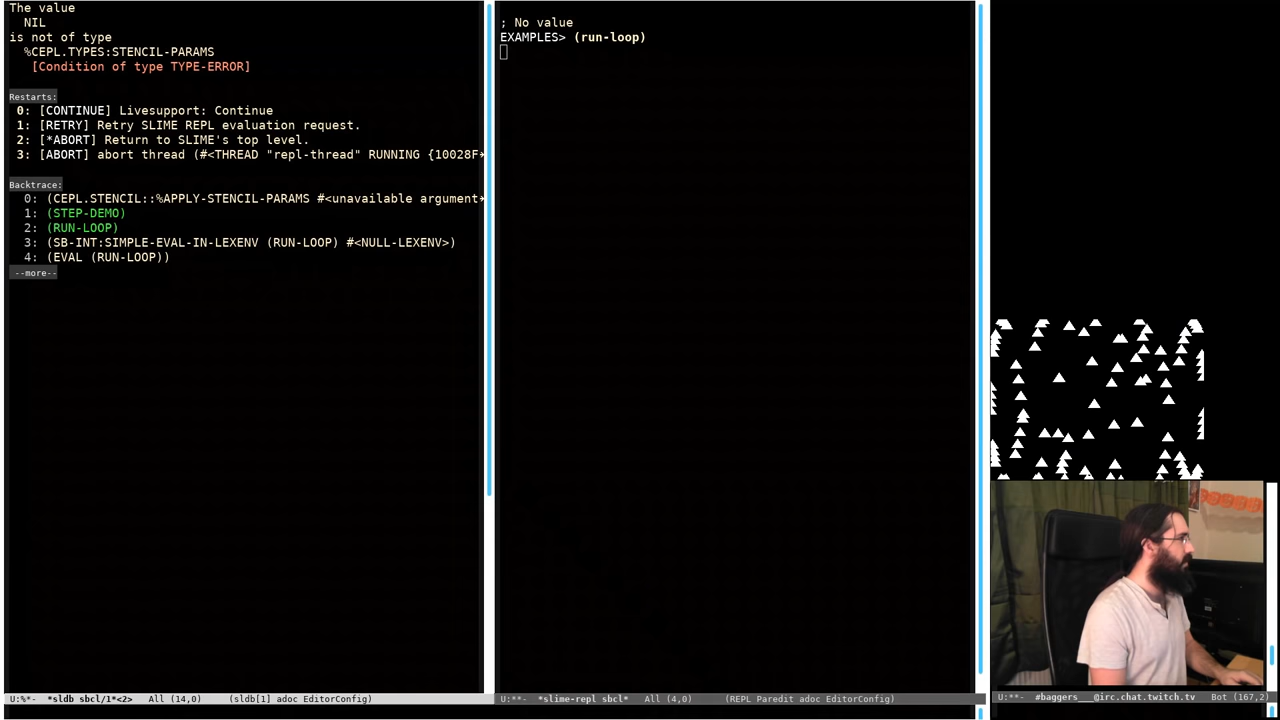 The value
NIL
is not of type
%CEPL.TYPES:STENCIL-PARAMS
[Condition of type TYPE-ERROR]
Restarts:
0: [CONTINUE] Livesupport: Continue
1: [RETRY] Retry SLIME REPL evaluation request.
2: [*ABORT] Return to SLIME's top level.
3: [ABORT] abort thread (#<THREAD "repl-thread" RUNNING {10028F
Backtrace:
0: (CEPL.STENCIL::%APPLY-STENCIL-PARAMS #<unavailable argument
1: (STEP-DEMO)
2: (RUN-LOOP)
3: (SB-INT:SIMPLE-EVAL-IN-LEXENV (RUN-LOOP) #<NULL-LEXENV>)
4: (EVAL (RUN-LOOP))
--more--
U:%*- *sldb sbcl/1*<2> All (14,0) (sldb[1] adoc EditorConfig)
; No value
EXAMPLES> (run-loop)
U:**- *slime-repl sbcl* All (4,0) (REPL Paredit adoc EditorConfig)
U:**- #baggers___@irc.chat.twitch.tv Bot (167,2)